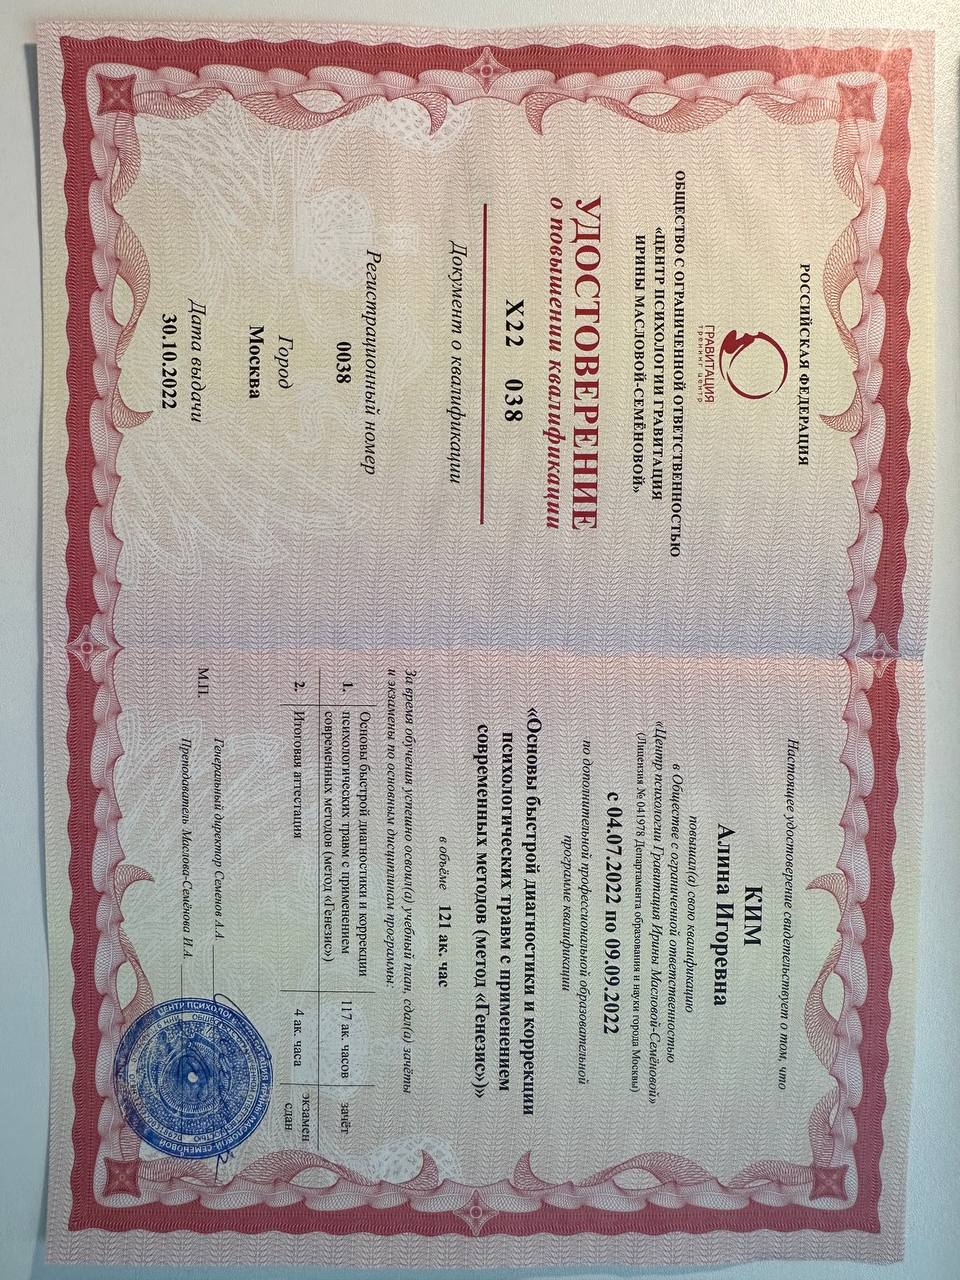 РОССИЙСКАЯ ФЕДЕРАЦИЯ
ГРАВИТАЦИЯ
тренинг центр
ОБЩЕСТВО С ОГРАНИЧЕННОЙ ОТВЕТСТВЕННОСТЬЮ
«ЦЕНТР ПСИХОЛОГИИ ГРАВИТАЦИЯ
ИРИНЫ МАСЛОВОЙ-СЕМЁНОВОЙ»
УДОСТОВЕРЕНИЕ
о повышении квалификации
Х22 038
Документ о квалификации
Регистрационный номер
0038
Город
Москва
Дата выдачи
30.10.2022
Настоящее удостоверение свидетельствует о том, что
КИМ
Алина Игоревна
повышал(а) свою квалификацию
в Обществе с ограниченной ответственностью
«Центр психологии Гравитация Ирины Масловой-Семёновой»
(Лицензия № 041978 Департамента образования и науки города Москвы)
с 04.07.2022 по 09.09.2022
по дополнительной профессиональной образовательной
программе квалификации
«Основы быстрой диагностики и коррекции
психологических травм с применением
современных методов (метод «Генезис»)»
в объёме 121 ак. час
За время обучения успешно освоил(а) учебный план, сдал(а) зачёты
и экзамены по основным дисциплинам программы:
1. Основы быстрой диагностики и коррекции психологических травм с применением современных методов (метод «Генезис») 117 ак. часов зачёт
2. Итоговая аттестация 4 ак. часа экзамен сдан
М.П.
Генеральный директор Семенов А.А.
Преподаватель Маслова-Семёнова И.А.